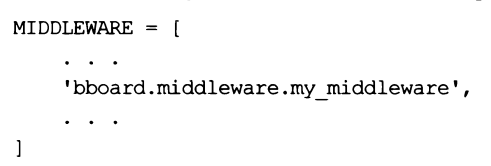 MIDDLEWARE = [
. . .
'bboard.middleware.my_middleware',
. . .
]